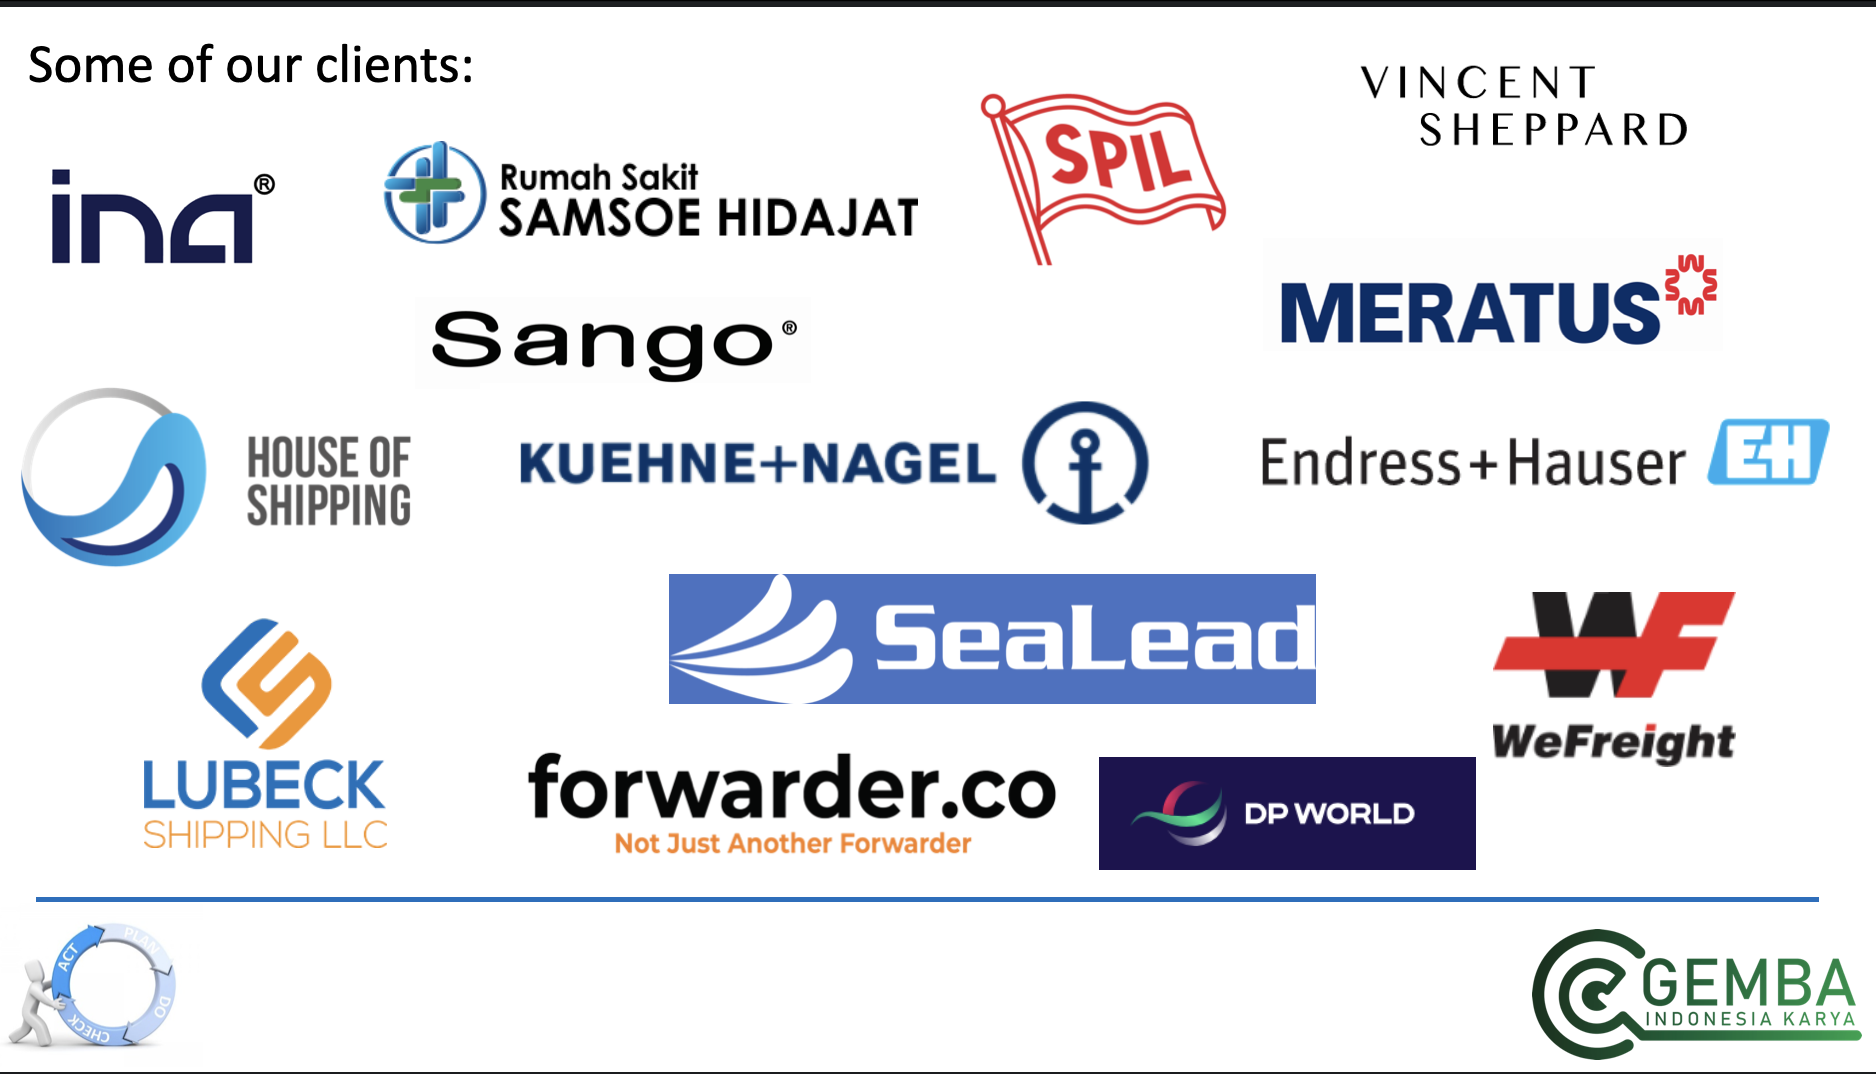 Some of our clients:
VINCENT
SHEPPARD
SPIL
ina®
Rumah Sakit
SAMSOE HIDAJAT
MERATUS
Sango®
HOUSE OF
SHIPPING
KUEHNE+NAGEL
Endress+Hauser EH
SeaLead
WF
WeFreight
LUBECK
SHIPPING LLC
forwarder.co
Not Just Another Forwarder
DP WORLD
PLAN
DO
CHECK
ACT
GEMBA
INDONESIA KARYA